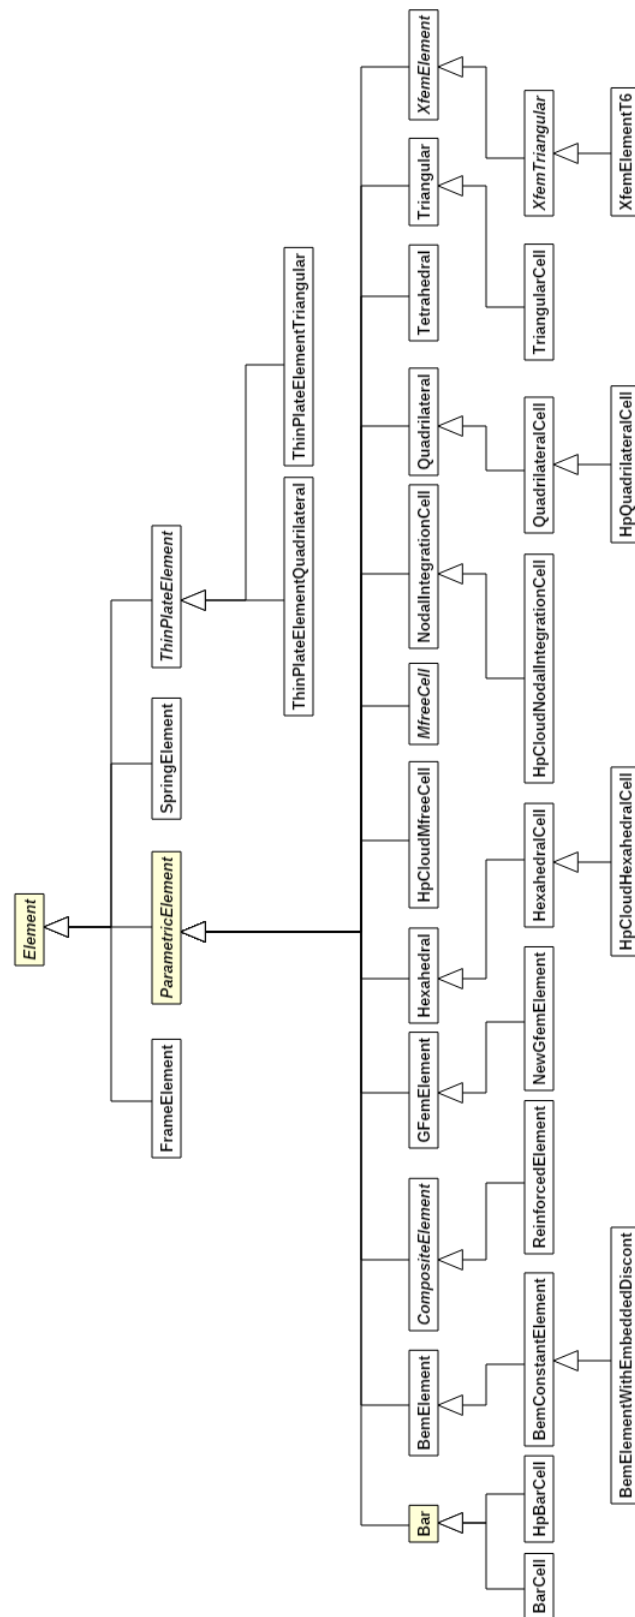 Element
FrameElement
ParametricElement
SpringElement
ThinPlateElement
ThinPlateElementQuadrilateral
ThinPlateElementTriangular
Bar
BemElement
CompositeElement
GFemElement
Hexahedral
HpCloudMfreeCell
MfreeCell
NodalIntegrationCell
Quadrilateral
Tetrahedral
Triangular
XfemElement
BarCell
HpBarCell
BemConstantElement
ReinforcedElement
NewGfemElement
HexahedralCell
HpCloudNodalIntegrationCell
QuadrilateralCell
TriangularCell
XfemTriangular
BemElementWithEmbeddedDiscont
HpCloudHexahedralCell
HpQuadrilateralCell
XfemElementT6